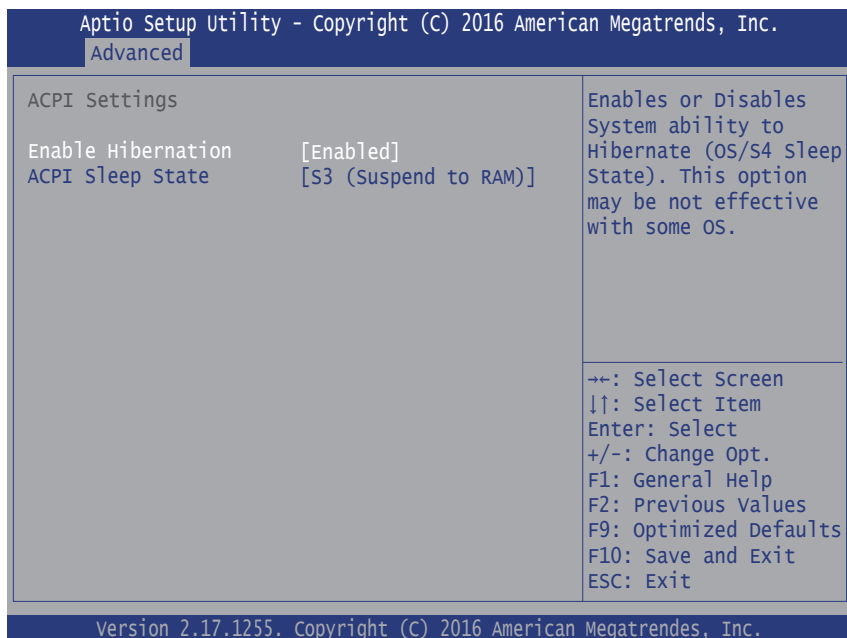 Aptio Setup Utility - Copyright (C) 2016 American Megatrends, Inc.
Advanced
ACPI Settings
Enable Hibernation [Enabled]
ACPI Sleep State [S3 (Suspend to RAM)]
Enables or Disables
System ability to
Hibernate (OS/S4 Sleep
State). This option
may be not effective
with some OS.
→←: Select Screen
↓↑: Select Item
Enter: Select
+/-: Change Opt.
F1: General Help
F2: Previous Values
F9: Optimized Defaults
F10: Save and Exit
ESC: Exit
Version 2.17.1255. Copyright (C) 2016 American Megatrendes, Inc.